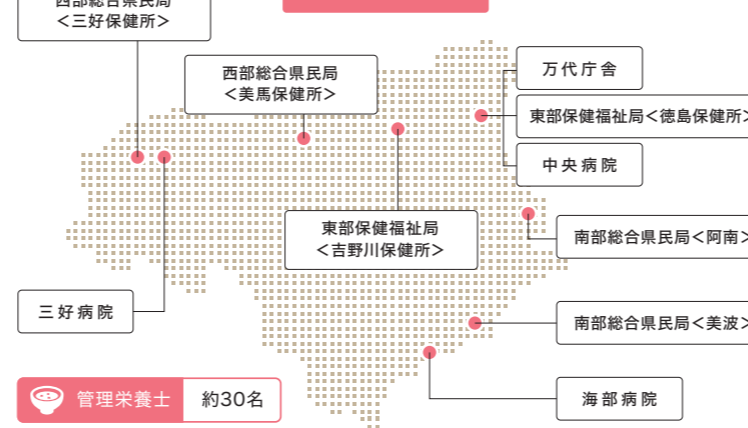 西部総合県民局
＜三好保健所＞
西部総合県民局
＜美馬保健所＞
万代庁舎
東部保健福祉局＜徳島保健所＞
中央病院
東部保健福祉局
＜吉野川保健所＞
南部総合県民局＜阿南＞
三好病院
南部総合県民局＜美波＞
海部病院
管理栄養士 約30名